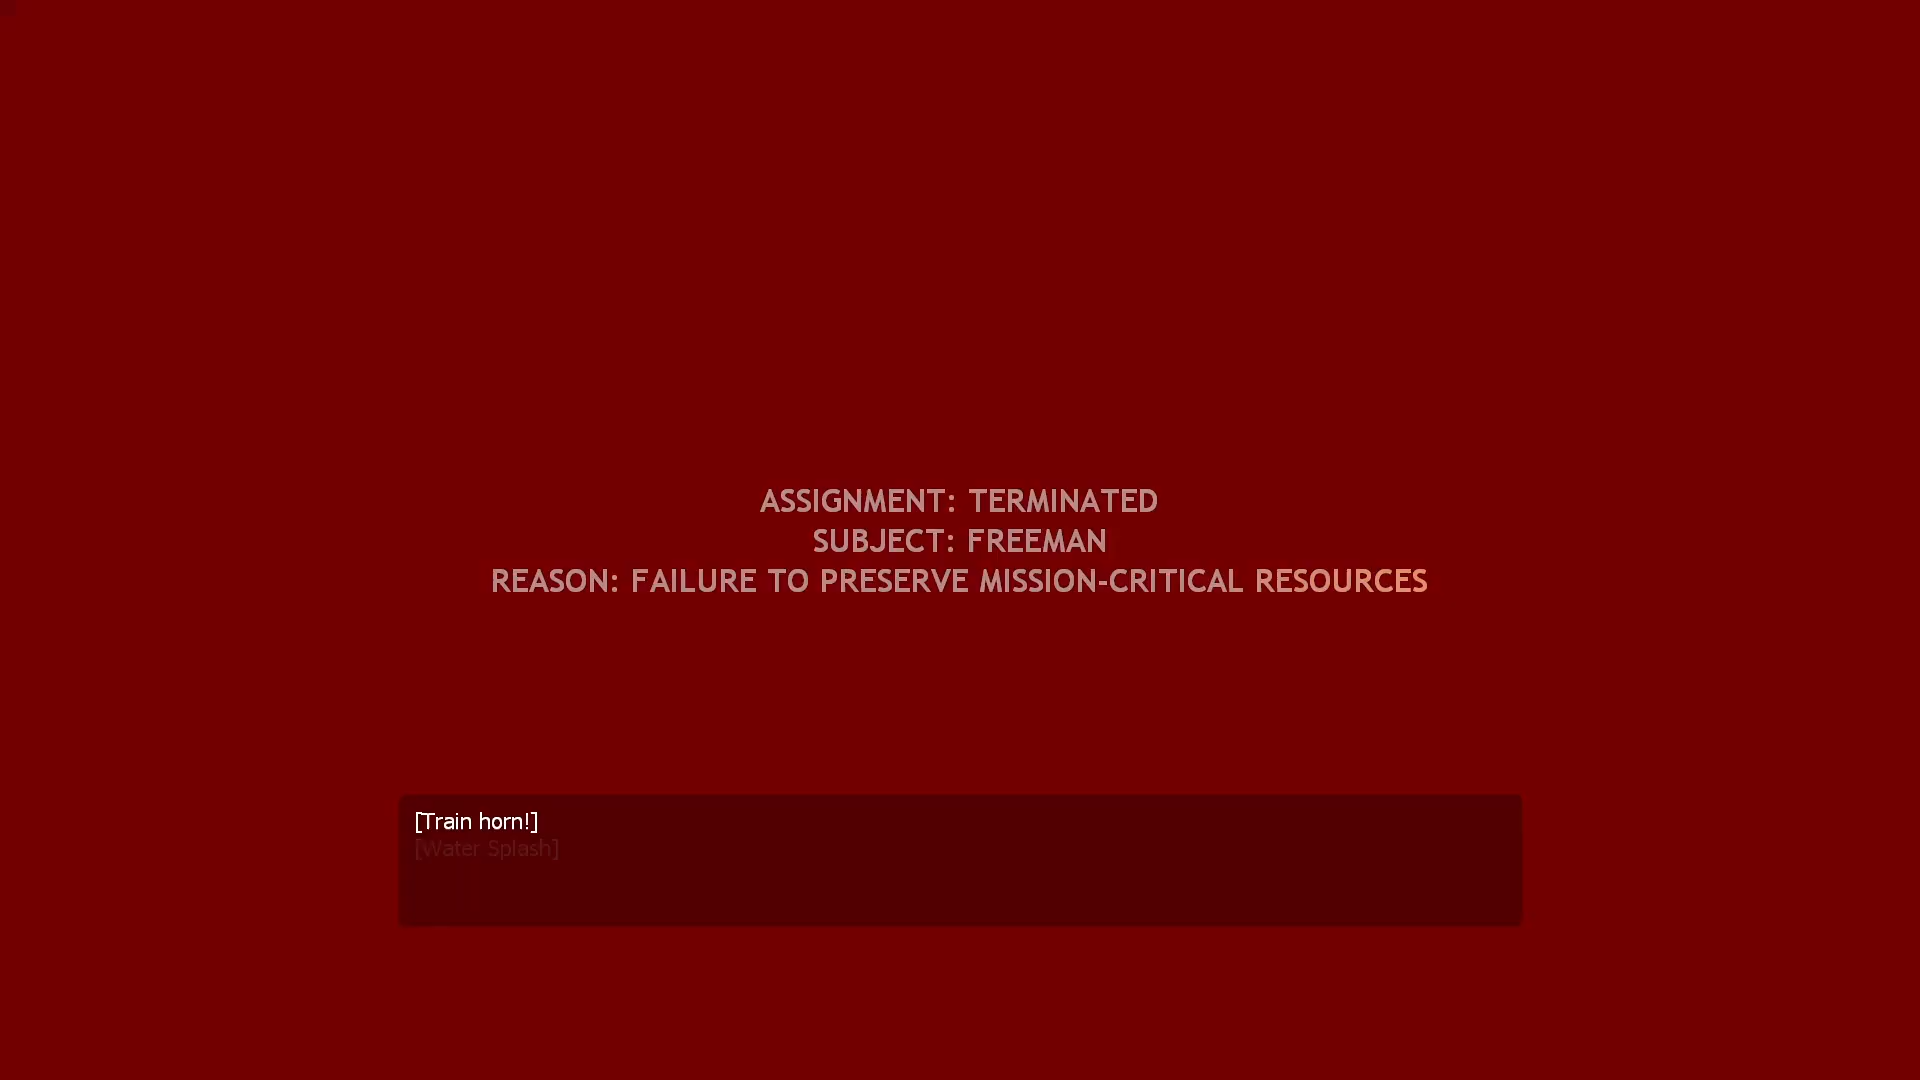 ASSIGNMENT: TERMINATED
SUBJECT: FREEMAN
REASON: FAILURE TO PRESERVE MISSION-CRITICAL RESOURCES
[Train horn!]
[Water Splash]